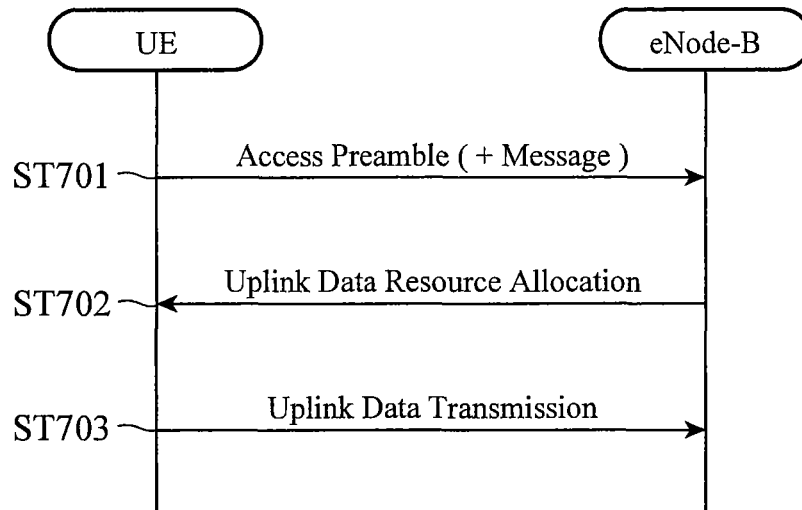 UE
eNode-B
ST701
Access Preamble ( + Message )
ST702
Uplink Data Resource Allocation
ST703
Uplink Data Transmission